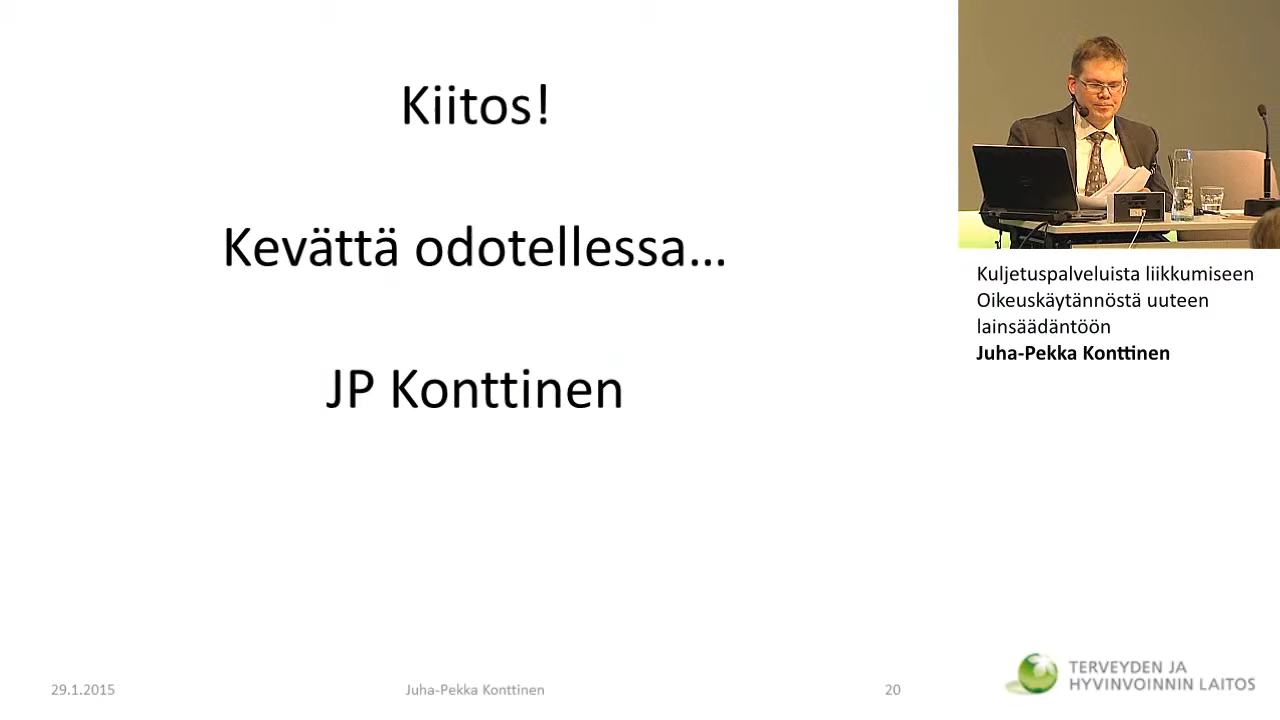 Kiitos!
Kevättä odotellessa...
JP Konttinen
Kuljetuspalveluista liikkumiseen
Oikeuskäytännöstä uuteen
lainsäädäntöön
Juha-Pekka Konttinen
29.1.2015
Juha-Pekka Konttinen
20
TERVEYDEN JA
HYVINVOINNIN LAITOS